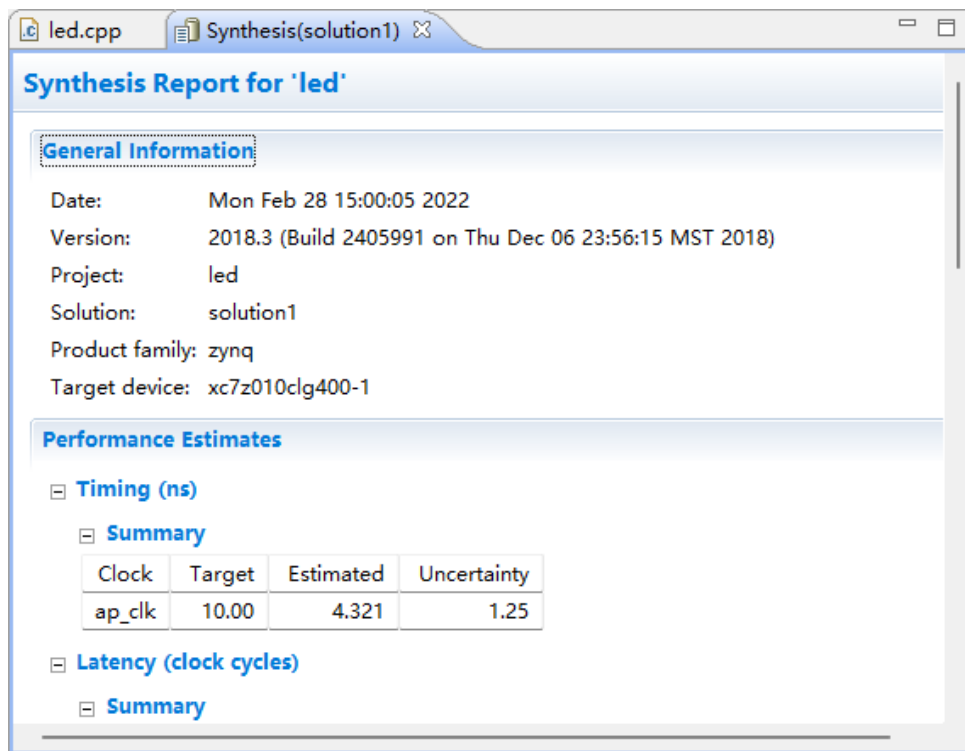 led.cpp Synthesis(solution1)
Synthesis Report for 'led'
General Information
Date: Mon Feb 28 15:00:05 2022
Version: 2018.3 (Build 2405991 on Thu Dec 06 23:56:15 MST 2018)
Project: led
Solution: solution1
Product family: zynq
Target device: xc7z010clg400-1
Performance Estimates
Timing (ns)
Summary
Clock Target Estimated Uncertainty
ap_clk 10.00 4.321 1.25
Latency (clock cycles)
Summary